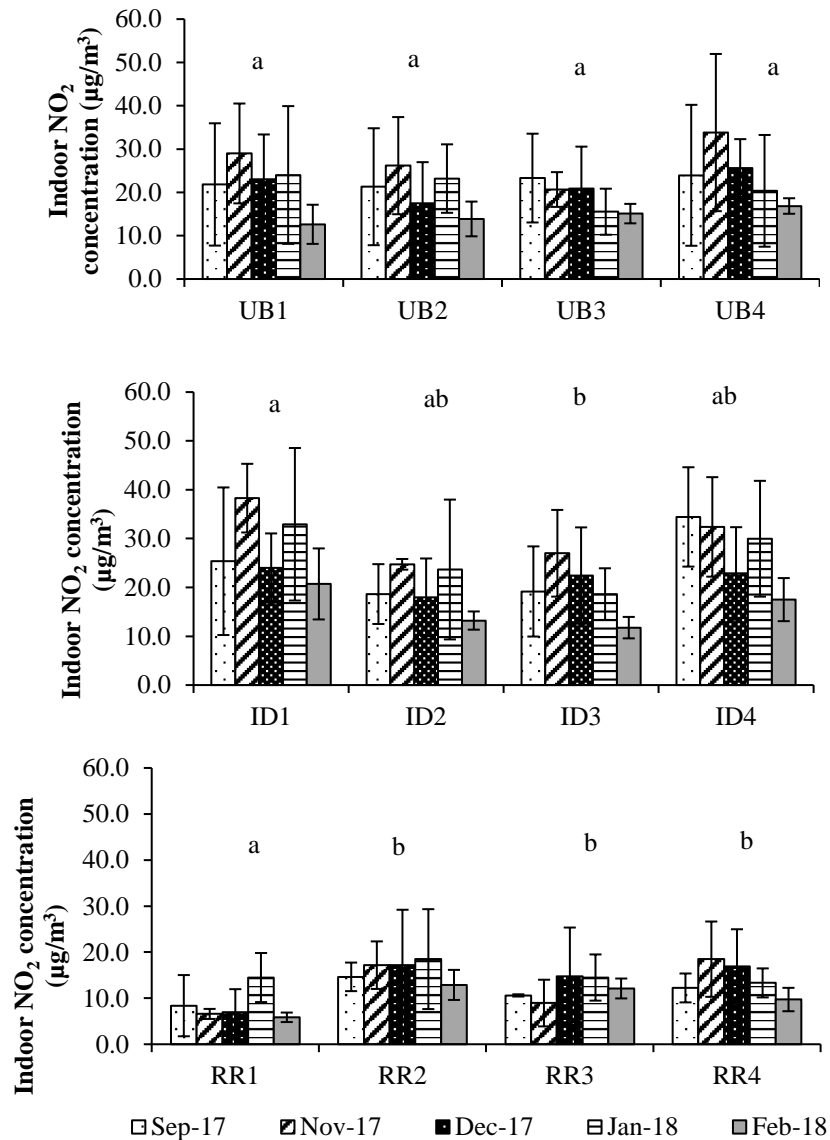 Indoor NO₂
concentration (µg/m³)
60.0
50.0
40.0
30.0
20.0
10.0
0.0
a a a a
UB1 UB2 UB3 UB4
Indoor NO₂ concentration
(µg/m³)
60.0
50.0
40.0
30.0
20.0
10.0
0.0
a ab b ab
ID1 ID2 ID3 ID4
Indoor NO₂ concentration
(µg/m³)
60.0
50.0
40.0
30.0
20.0
10.0
0.0
a b b b
RR1 RR2 RR3 RR4
Sep-17 Nov-17 Dec-17 Jan-18 Feb-18